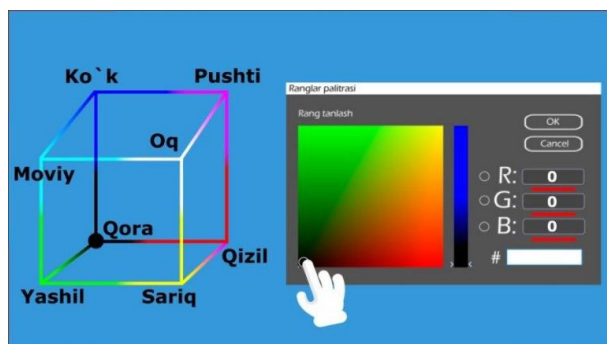 Ko`k
Pushti
Oq
Moviy
Qora
Qizil
Yashil
Sariq
Ranglar palitrasi
Rang tanlash
OK
Cancel
R: 0
G: 0
B: 0
#